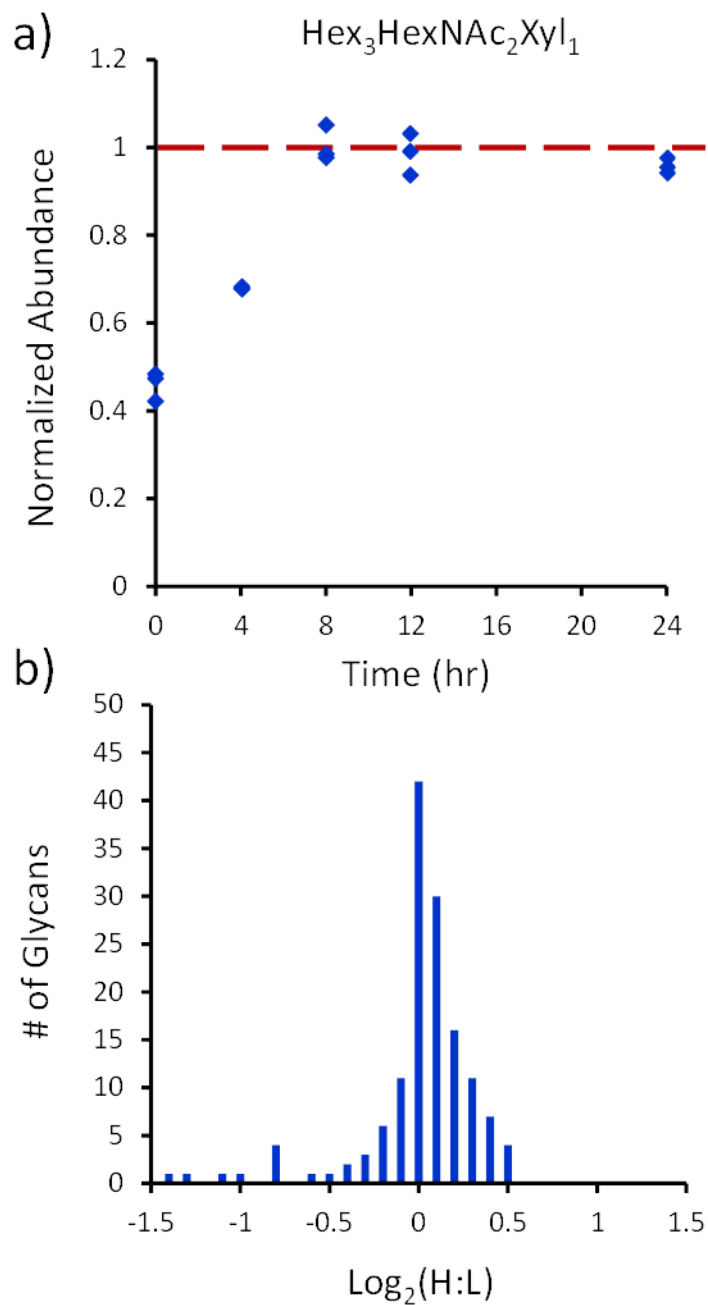 a)
Hex₃HexNAc₂Xyl₁
1.2
1
0.8
0.6
0.4
0.2
0
Normalized Abundance
0 4 8 12 16 20 24
Time (hr)
b)
50
45
40
35
30
25
20
15
10
5
0
# of Glycans
-1.5 -1 -0.5 0 0.5 1 1.5
Log₂(H:L)